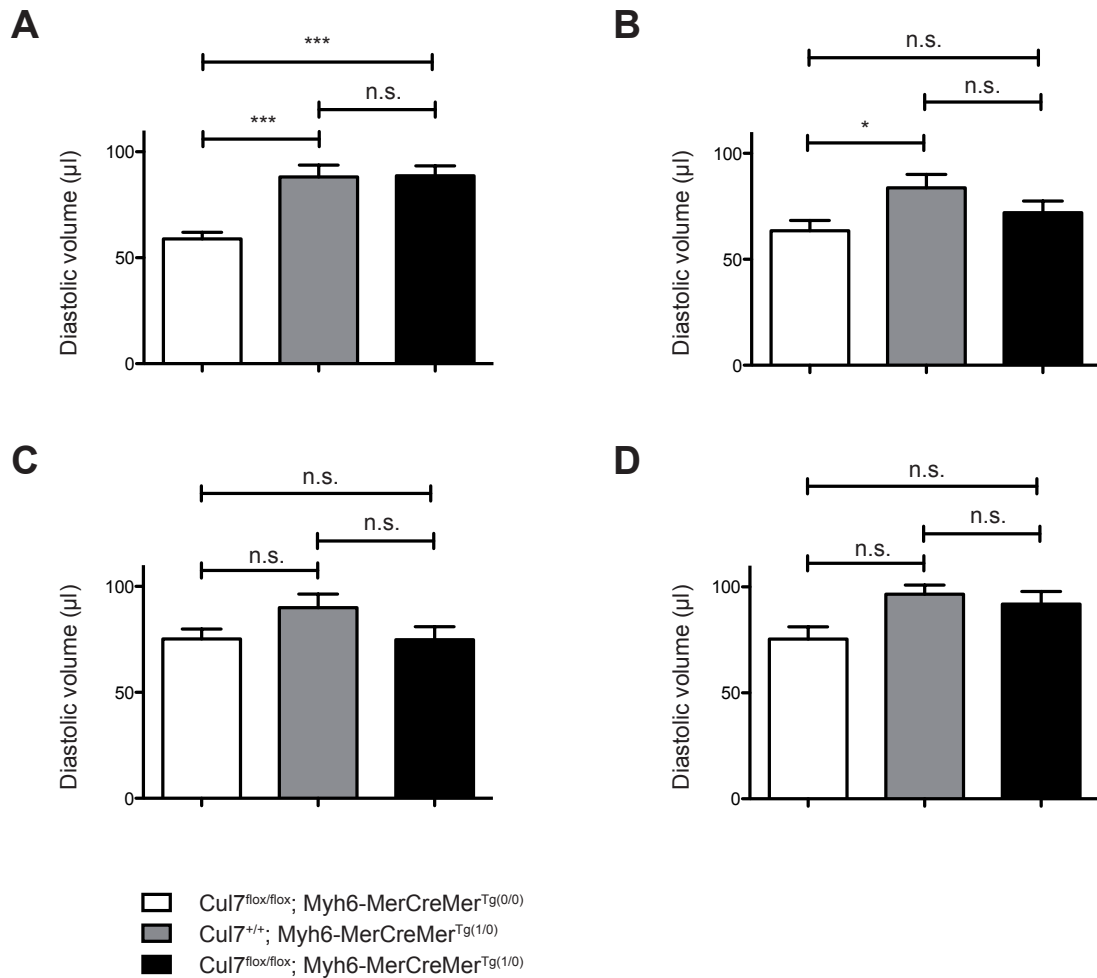 A
***
n.s.
***
Diastolic volume (µl)
100
50
0
B
n.s.
n.s.
*
Diastolic volume (µl)
100
50
0
C
n.s.
n.s.
n.s.
Diastolic volume (µl)
100
50
0
D
n.s.
n.s.
n.s.
Diastolic volume (µl)
100
50
0
Cul7flox/flox; Myh6-MerCreMerTg(0/0)
Cul7+/+; Myh6-MerCreMerTg(1/0)
Cul7flox/flox; Myh6-MerCreMerTg(1/0)